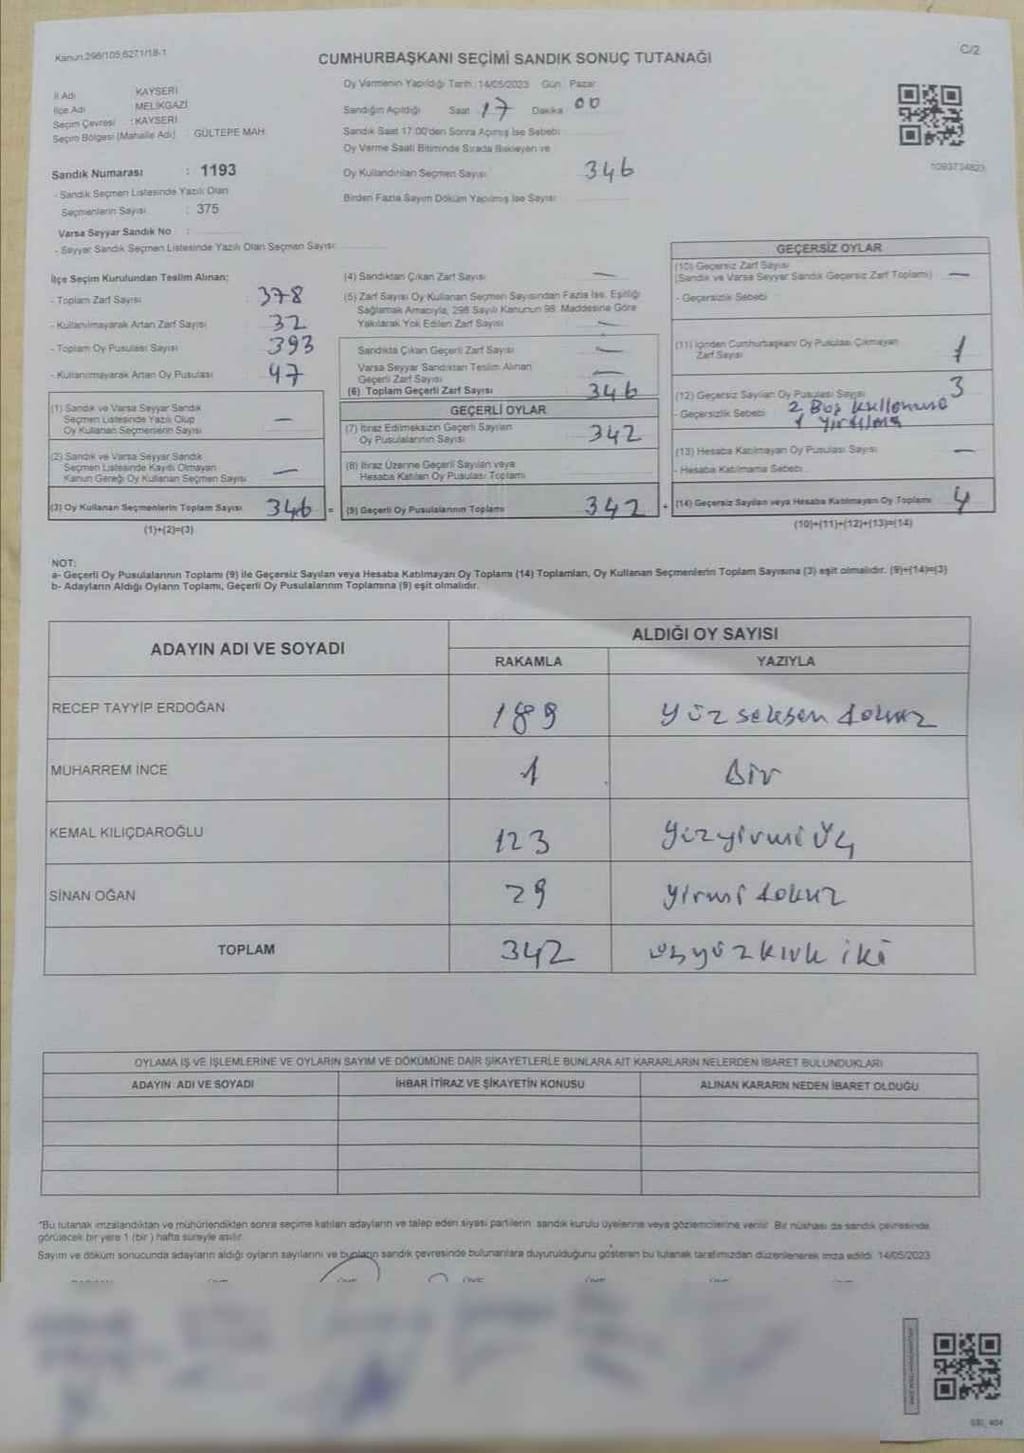 Kanun 298/105,6271/18-1
CUMHURBAŞKANI SEÇİMİ SANDIK SONUÇ TUTANAĞI
C/2
İl Adı KAYSERİ
İlçe Adı MELİKGAZİ
Seçim Çevresi : KAYSERİ
Seçim Bölgesi (Mahalle Adı) GÜLTEPE MAH.
Sandık Numarası : 1193
- Sandık Seçmen Listesinde Yazılı Olan
Seçmenlerin Sayısı : 375
Varsa Seyyar Sandık No :
- Seyyar Sandık Seçmen Listesinde Yazılı Olan Seçmen Sayısı
Oy Vermenin Yapıldığı Tarih :14/05/2023 Gün: Pazar
Sandığın Açıldığı Saat 17 Dakika 00
Sandık Saat 17:00'den Sonra Açılmış İse Sebebi
Oy Verme Saati Bitiminde Sırada Bekleyen ve
Oy Kullandırılan Seçmen Sayısı 346
Birden Fazla Sayım Döküm Yapılmış İse Sayısı
1093734823
İlçe Seçim Kurulundan Teslim Alınan:
- Toplam Zarf Sayısı 378
- Kullanılmayarak Artan Zarf Sayısı 32
- Toplam Oy Pusulası Sayısı 393
- Kullanılmayarak Artan Oy Pusulası 47
(1) Sandık ve Varsa Seyyar Sandık
Seçmen Listesinde Yazılı Olup
Oy Kullanan Seçmenlerin Sayısı —
(2) Sandık ve Varsa Seyyar Sandık
Seçmen Listesinde Kayıtlı Olmayan
Kanun Gereği Oy Kullanan Seçmen Sayısı —
(3) Oy Kullanan Seçmenlerin Toplam Sayısı 346 =
(1)+(2)=(3)
(4) Sandıktan Çıkan Zarf Sayısı —
(5) Zarf Sayısı Oy Kullanan Seçmen Sayısından Fazla İse, Eşitliği
Sağlamak Amacıyla, 298 Sayılı Kanunun 98. Maddesine Göre
Yakılarak Yok Edilen Zarf Sayısı —
Sandıkta Çıkan Geçerli Zarf Sayısı —
Varsa Seyyar Sandıktan Teslim Alınan
Geçerli Zarf Sayısı —
(6) Toplam Geçerli Zarf Sayısı 346
GEÇERLİ OYLAR
(7) İtiraz Edilmeksizin Geçerli Sayılan
Oy Pusulalarının Sayısı 342
(8) İtiraz Üzerine Geçerli Sayılan veya
Hesaba Katılan Oy Pusulası Toplamı
(9) Geçerli Oy Pusulalarının Toplamı 342 +
GEÇERSİZ OYLAR
(10) Geçersiz Zarf Sayısı
(Sandık ve Varsa Seyyar Sandık Geçersiz Zarf Toplamı) —
- Geçersizlik Sebebi
(11) İçinden Cumhurbaşkanı Oy Pusulası Çıkmayan
Zarf Sayısı 1
(12) Geçersiz Sayılan Oy Pusulası Sayısı 3
- Geçersizlik Sebebi 2 Boş kullanma
1 Yırtılma
(13) Hesaba Katılmayan Oy Pusulası Sayısı —
- Hesaba Katılmama Sebebi
(14) Geçersiz Sayılan veya Hesaba Katılmayan Oy Toplamı 4
(10)+(11)+(12)+(13)=(14)
NOT:
a- Geçerli Oy Pusulalarının Toplamı (9) ile Geçersiz Sayılan veya Hesaba Katılmayan Oy Toplamı (14) Toplamları, Oy Kullanan Seçmenlerin Toplam Sayısına (3) eşit olmalıdır. (9)+(14)=(3)
b- Adayların Aldığı Oyların Toplamı, Geçerli Oy Pusulalarının Toplamına (9) eşit olmalıdır.
ADAYIN ADI VE SOYADI ALDIĞI OY SAYISI
RAKAMLA YAZIYLA
RECEP TAYYİP ERDOĞAN 189 yüz seksen dokuz
MUHARREM İNCE 1 Bir
KEMAL KILIÇDAROĞLU 123 yüzyirmi üç
SİNAN OĞAN 29 yirmi dokuz
TOPLAM 342 üçyüzkırk iki
OYLAMA İŞ VE İŞLEMLERİNE VE OYLARIN SAYIM VE DÖKÜMÜNE DAİR ŞİKAYETLERLE BUNLARA AİT KARARLARIN NELERDEN İBARET BULUNDUKLARI
ADAYIN ADI VE SOYADI İHBAR İTİRAZ VE ŞİKAYETİN KONUSU ALINAN KARARIN NEDEN İBARET OLDUĞU
*Bu tutanak imzalandıktan ve mühürlendikten sonra seçime katılan adayların ve talep eden siyasi partilerin sandık kurulu üyelerine veya gözlemcilerine verilir. Bir nüshası da sandık çevresinde
görülecek bir yere 1 (bir) hafta süreyle asılır.
Sayım ve döküm sonucunda adayların aldığı oyların sayılarını ve bunların sandık çevresinde bulunanlara duyurulduğunu gösteren bu tutanak tarafımızdan düzenlenerek imza edildi. 14/05/2023